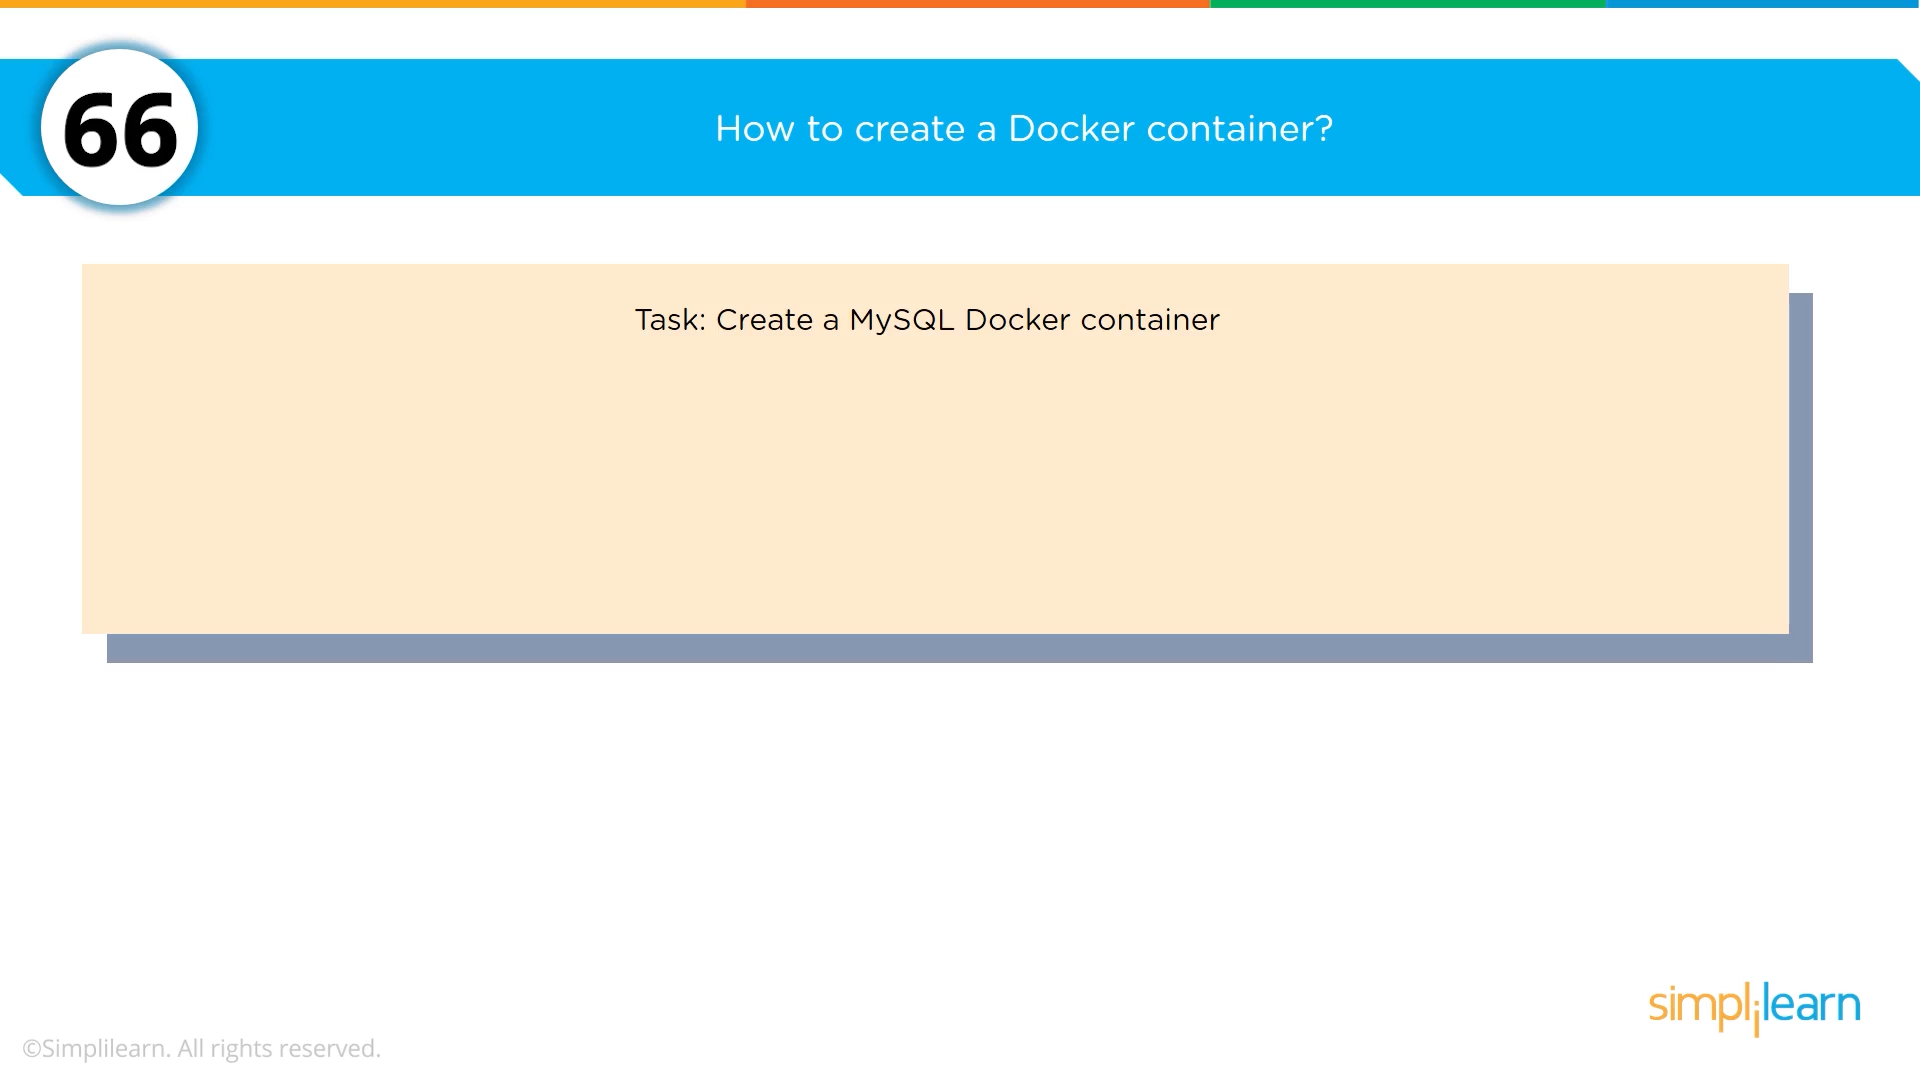 66
How to create a Docker container?
Task: Create a MySQL Docker container
simplilearn
©Simplilearn. All rights reserved.